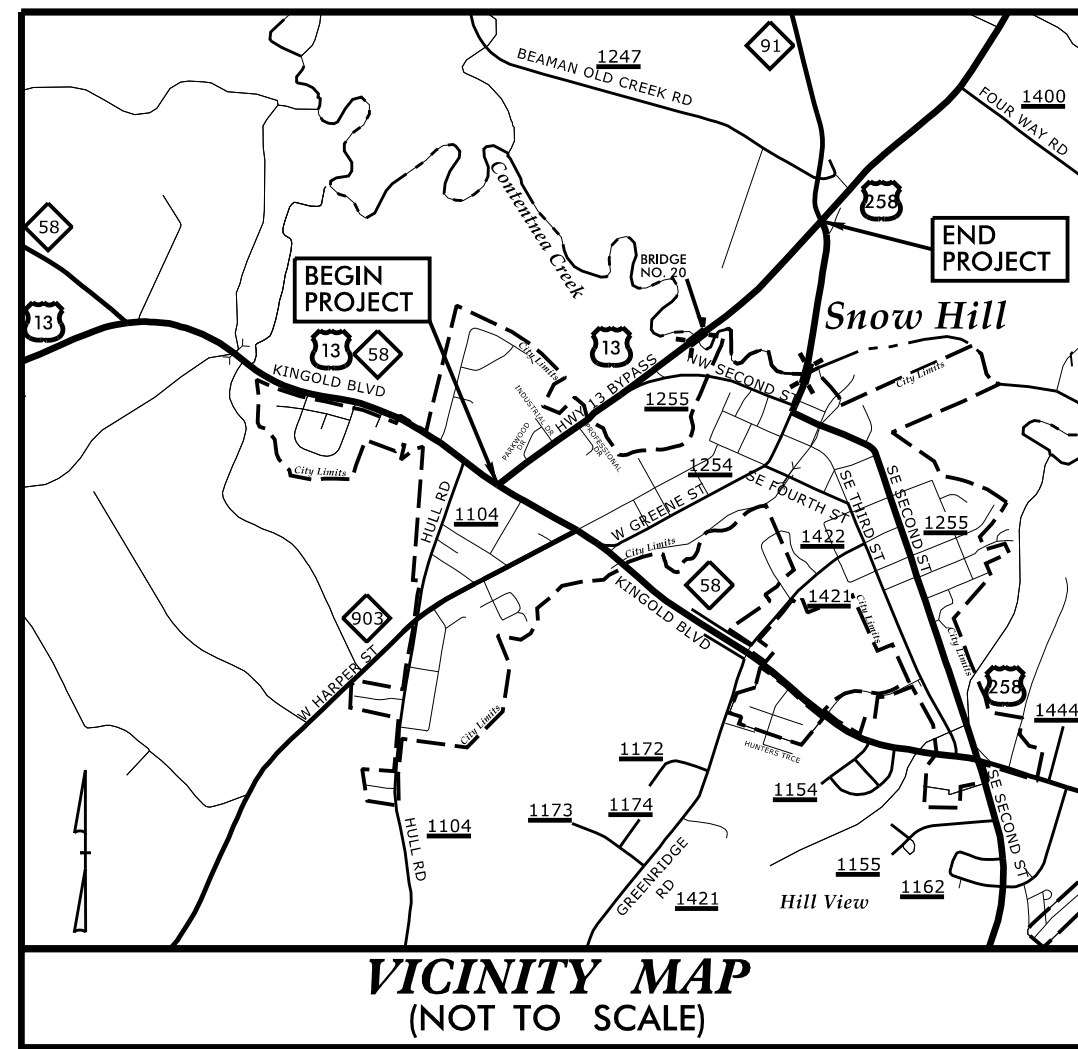 1247
BEAMAN OLD CREEK RD
91
1400
FOUR WAY RD
58
Contentnea Creek
258
END
PROJECT
BRIDGE
NO. 20
BEGIN
PROJECT
13
Snow Hill
13
58
13
KINGOLD BLVD
City Limits
HWY 13 BYPASS
NW SECOND ST
City Limits
1255
INDUSTRIAL DR
PARKWOOD
DR
PROFESSIONAL
DR
City Limits
1254
W GREENE ST
SE FOURTH ST
SE THIRD ST
SE SECOND ST
HULL RD
1104
1422
1255
City Limits
58
KINGOLD BLVD
1421
City Limits
City Limits
903
W HARPER ST
City Limits
258
1444
HUNTERS TRCE
1172
1154
SE SECOND ST
1173
1174
1104
HULL RD
GREENRIDGE
RD
1421
1155
1162
Hill View
VICINITY MAP
(NOT TO SCALE)